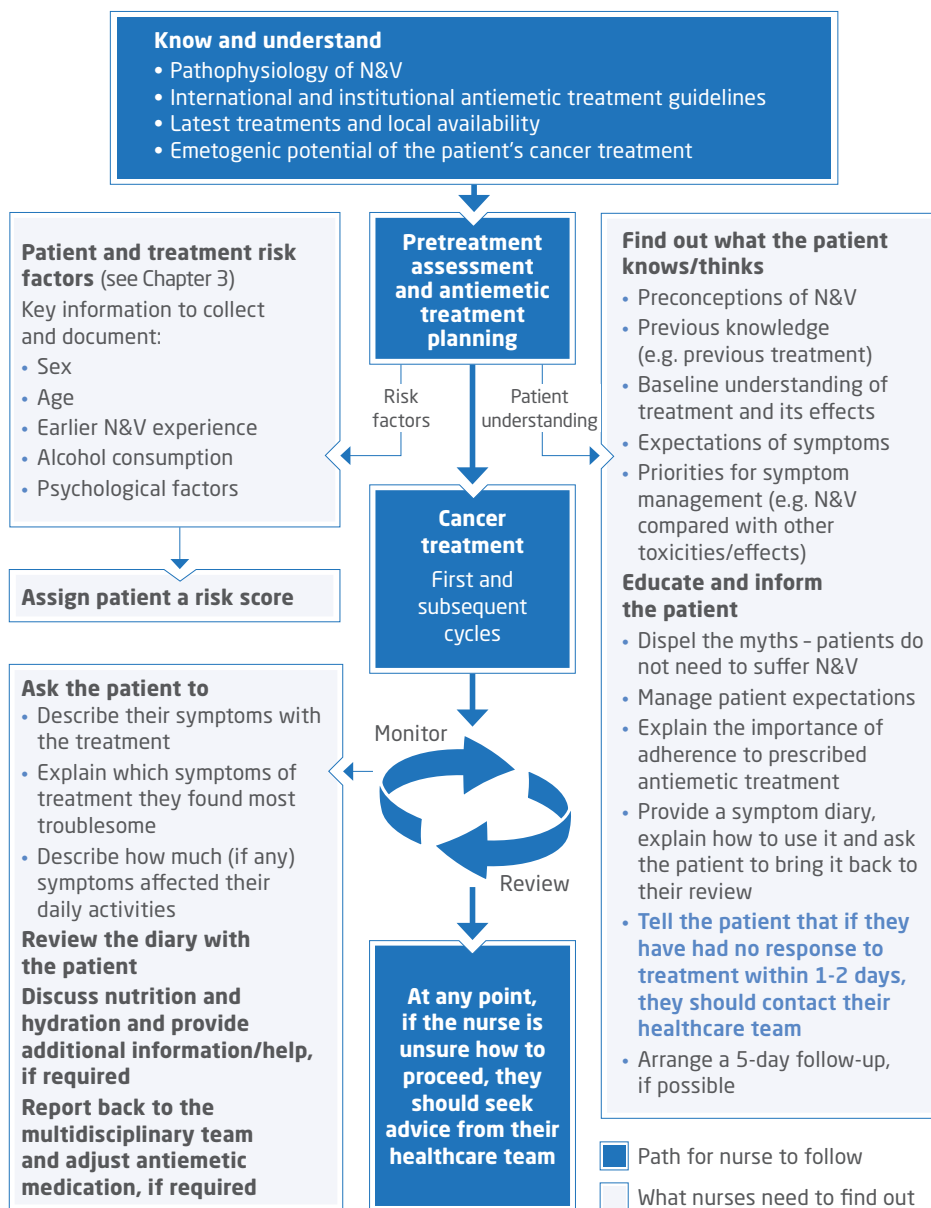 Know and understand
• Pathophysiology of N&V
• International and institutional antiemetic treatment guidelines
• Latest treatments and local availability
• Emetogenic potential of the patient's cancer treatment
Patient and treatment risk
factors (see Chapter 3)
Key information to collect
and document:
• Sex
• Age
• Earlier N&V experience
• Alcohol consumption
• Psychological factors
Assign patient a risk score
Pretreatment
assessment
and antiemetic
treatment
planning
Risk
factors
Patient
understanding
Cancer
treatment
First and
subsequent
cycles
Monitor
Review
Ask the patient to
• Describe their symptoms with
the treatment
• Explain which symptoms of
treatment they found most
troublesome
• Describe how much (if any)
symptoms affected their
daily activities
Review the diary with
the patient
Discuss nutrition and
hydration and provide
additional information/help,
if required
Report back to the
multidisciplinary team
and adjust antiemetic
medication, if required
At any point,
if the nurse is
unsure how to
proceed, they
should seek
advice from their
healthcare team
Find out what the patient
knows/thinks
• Preconceptions of N&V
• Previous knowledge
(e.g. previous treatment)
• Baseline understanding of
treatment and its effects
• Expectations of symptoms
• Priorities for symptom
management (e.g. N&V
compared with other
toxicities/effects)
Educate and inform
the patient
• Dispel the myths – patients do
not need to suffer N&V
• Manage patient expectations
• Explain the importance of
adherence to prescribed
antiemetic treatment
• Provide a symptom diary,
explain how to use it and ask
the patient to bring it back to
their review
• Tell the patient that if they
have had no response to
treatment within 1-2 days,
they should contact their
healthcare team
• Arrange a 5-day follow-up,
if possible
Path for nurse to follow
What nurses need to find out